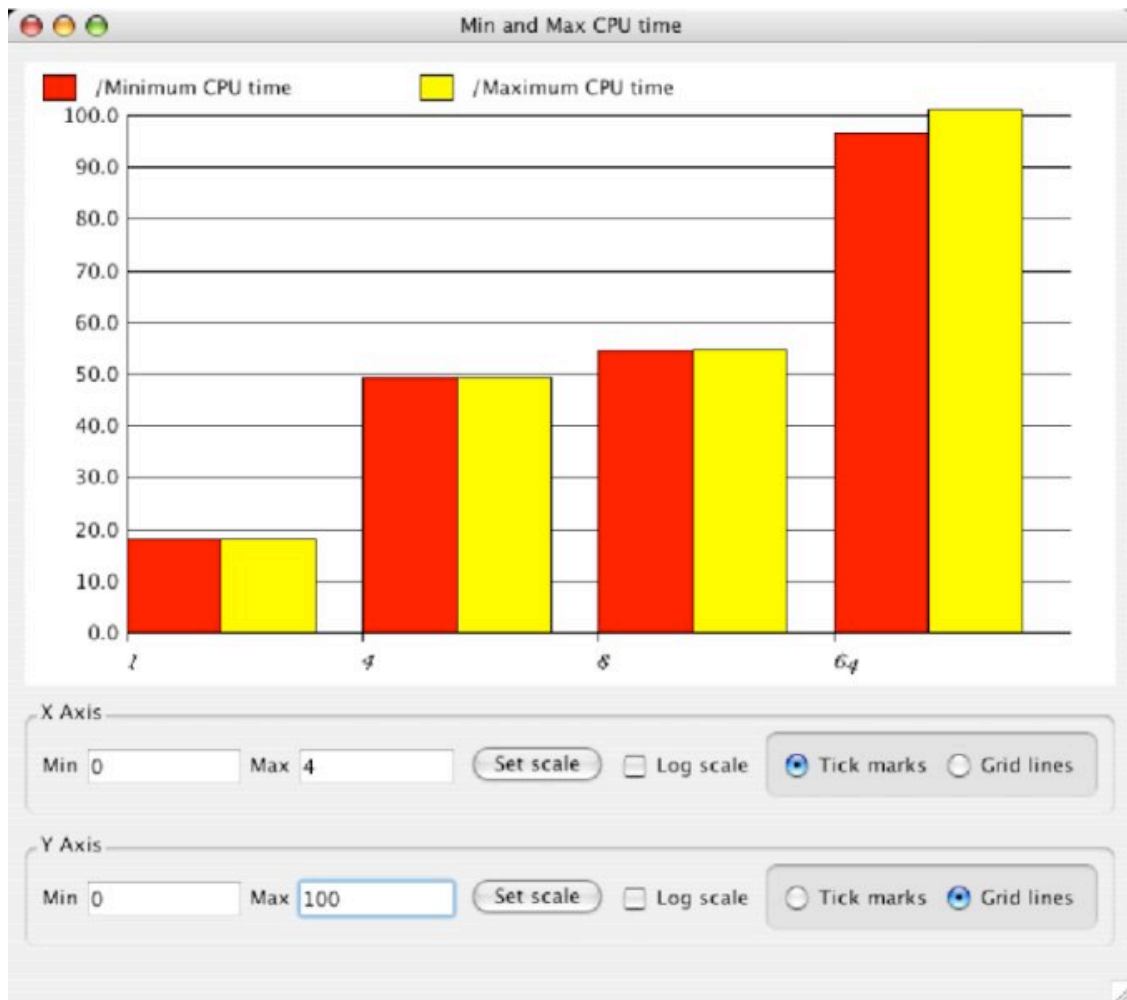 Min and Max CPU time
/Minimum CPU time /Maximum CPU time
100.0
90.0
80.0
70.0
60.0
50.0
40.0
30.0
20.0
10.0
0.0
1 4 8 64
X Axis
Min 0 Max 4 Set scale Log scale Tick marks Grid lines
Y Axis
Min 0 Max 100 Set scale Log scale Tick marks Grid lines